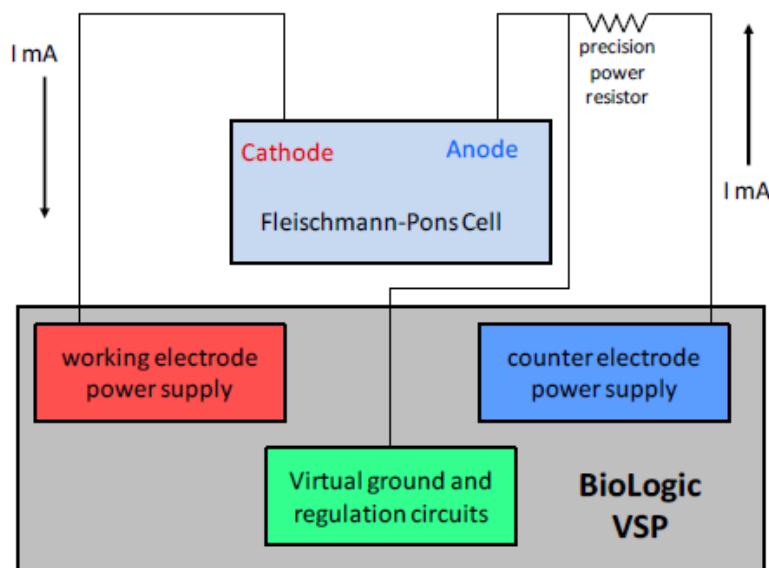 I mA
precision
power
resistor
Cathode
Anode
I mA
Fleischmann-Pons Cell
working electrode
power supply
counter electrode
power supply
Virtual ground and
regulation circuits
BioLogic
VSP